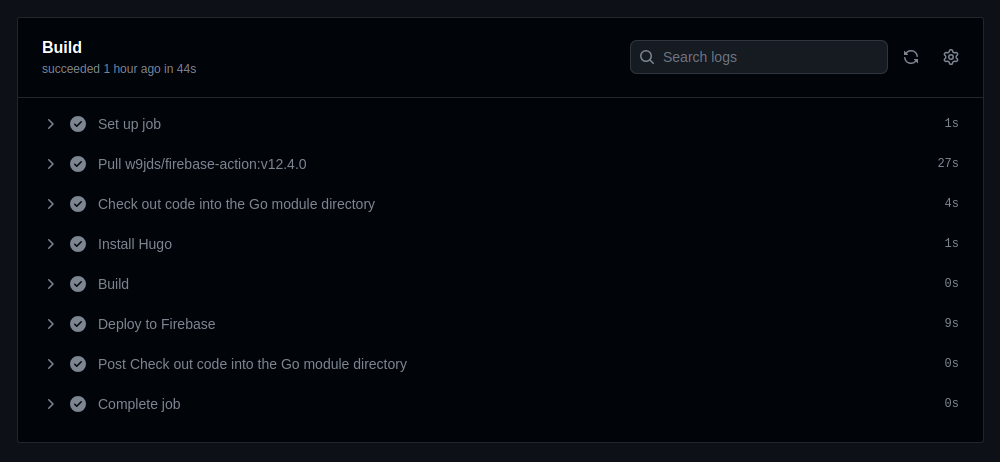 Build
succeeded 1 hour ago in 44s
Search logs
Set up job 1s
Pull w9jds/firebase-action:v12.4.0 27s
Check out code into the Go module directory 4s
Install Hugo 1s
Build 0s
Deploy to Firebase 9s
Post Check out code into the Go module directory 0s
Complete job 0s